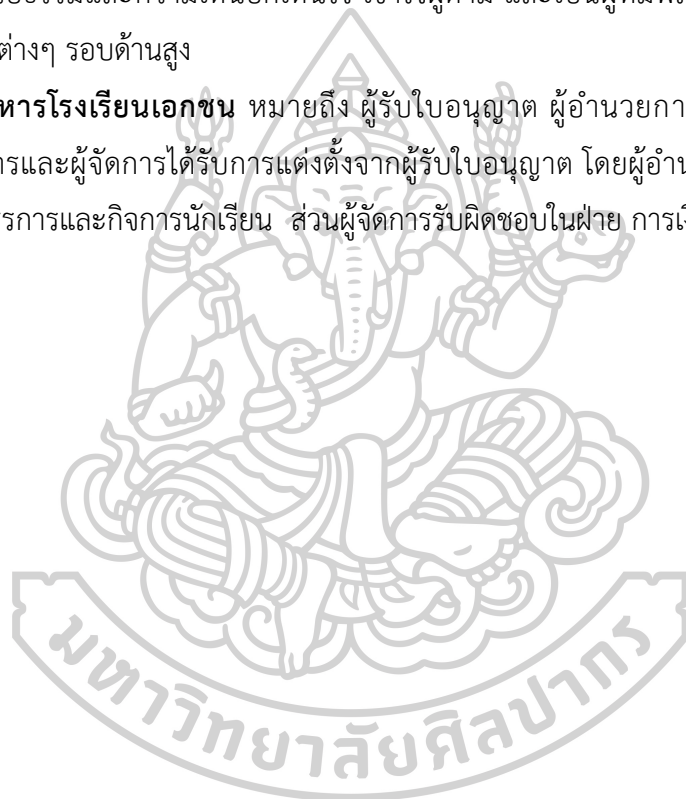 ต่างๆ รอบด้านสูง
หารโรงเรียนเอกชน หมายถึง ผู้รับใบอนุญาต ผู้อำนวยกา
ารและผู้จัดการได้รับการแต่งตั้งจากผู้รับใบอนุญาต โดยผู้อำน
รการและกิจการนักเรียน ส่วนผู้จัดการรับผิดชอบในฝ่าย การเงิ
มหาวิทยาลัยศิลปากร